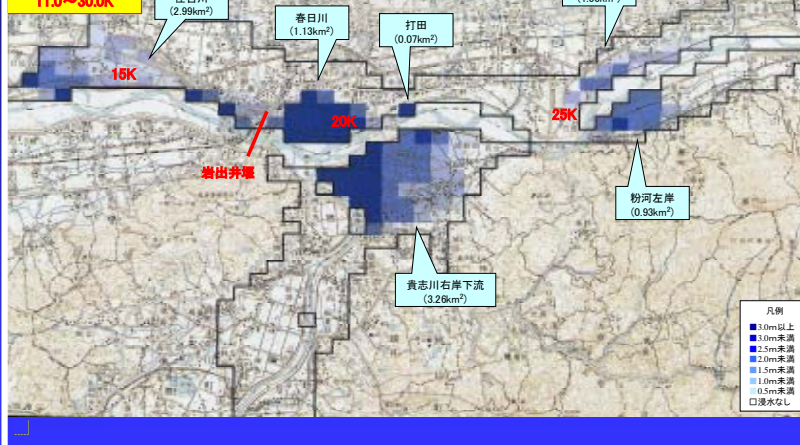 11.0～30.0K
(2.99km²)
春日川
(1.13km²)
打田
(0.07km²)
15K
20K
25K
岩出井堰
粉河左岸
(0.93km²)
貴志川右岸下流
(3.26km²)
凡例
3.0m以上
3.0m未満
2.5m未満
2.0m未満
1.5m未満
1.0m未満
0.5m未満
浸水なし